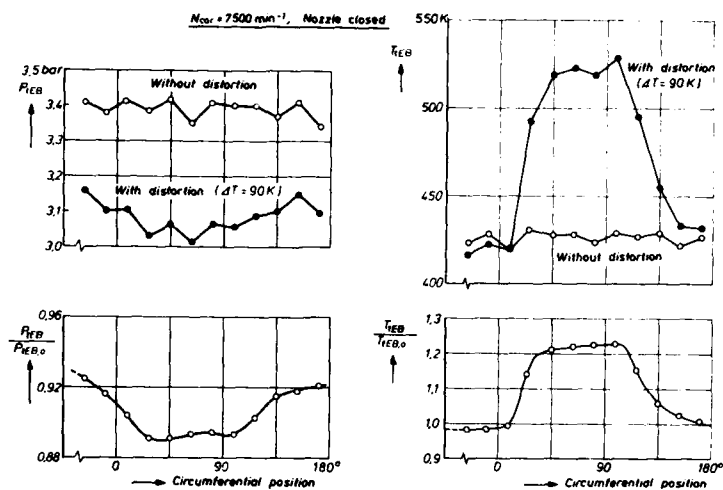 N_cor = 7500 min⁻¹, Nozzle closed
3,5 bar
P_tEB
3,4
3,3
3,2
3,1
3,0
Without distortion
With distortion (ΔT = 90 K)
550 K
T_tEB
500
450
400
With distortion
(ΔT = 90 K)
Without distortion
0,96
P_tEB
P_tEB,o
0,92
0,88
0
90
180°
Circumferential position
T_tEB
T_tEB,o
1,3
1,2
1,1
1,0
0,9
0
90
180°
Circumferential position